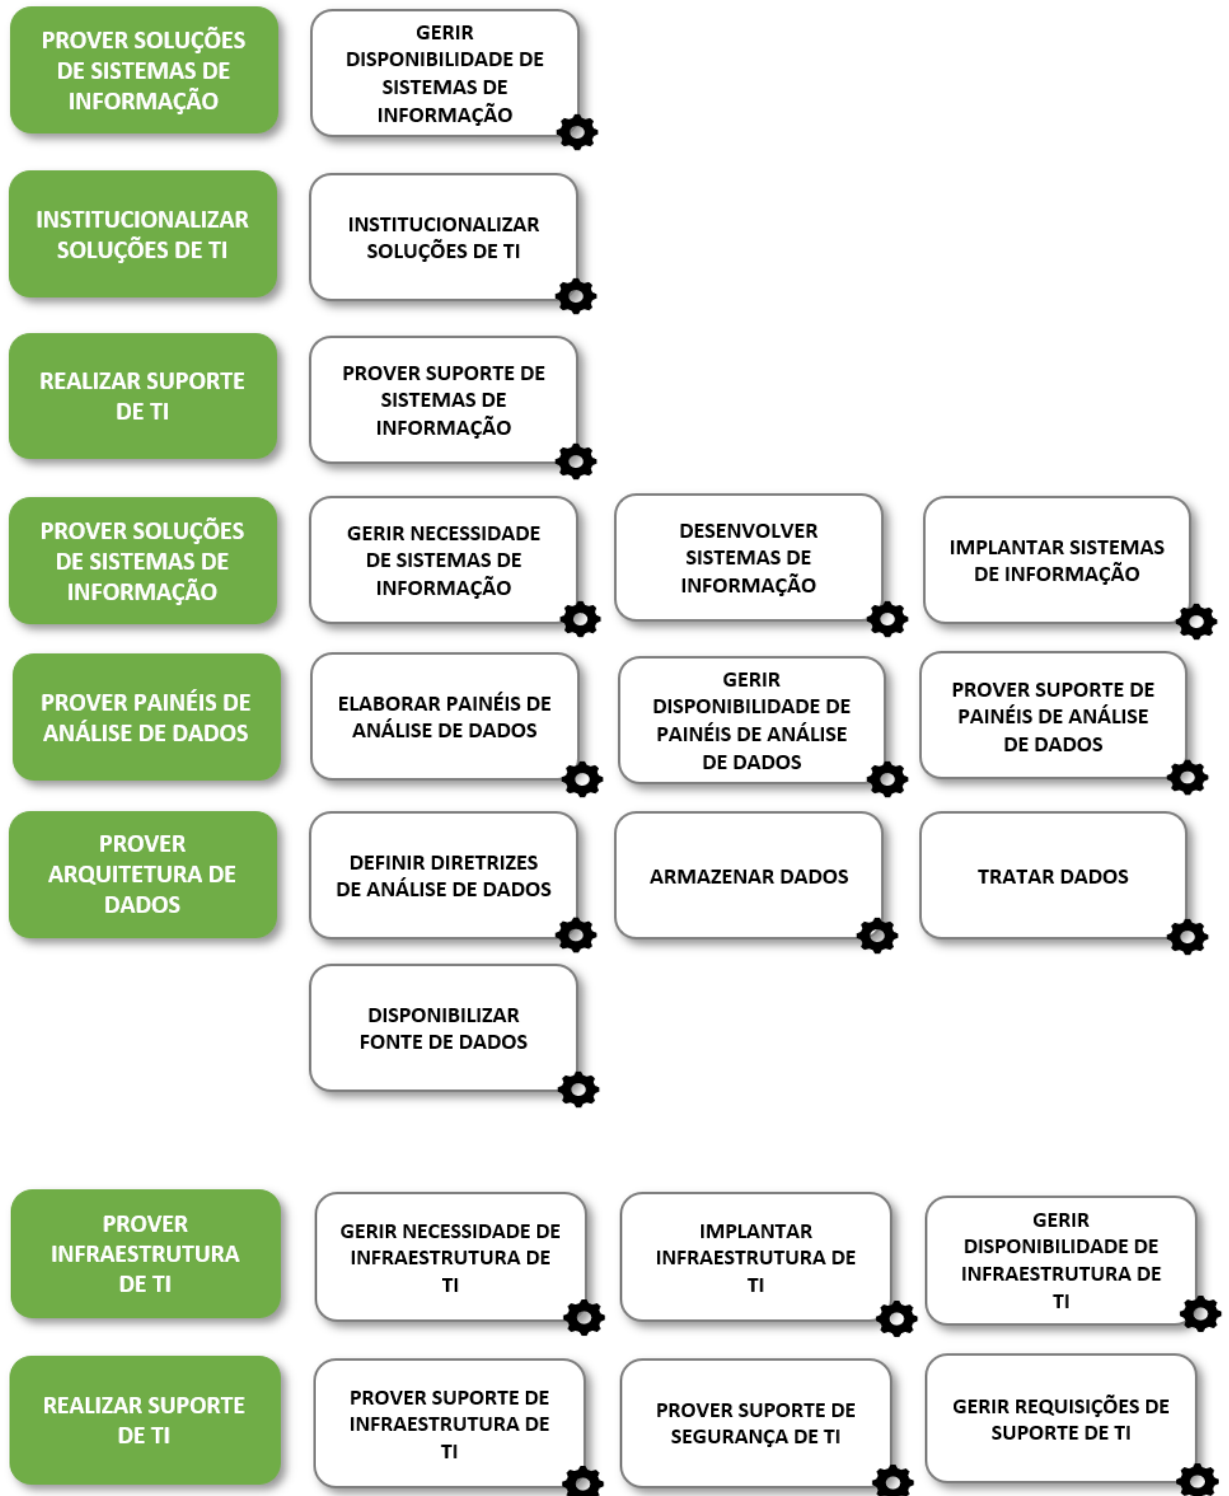 PROVER SOLUÇÕES
DE SISTEMAS DE
INFORMAÇÃO
GERIR
DISPONIBILIDADE DE
SISTEMAS DE
INFORMAÇÃO
INSTITUCIONALIZAR
SOLUÇÕES DE TI
INSTITUCIONALIZAR
SOLUÇÕES DE TI
REALIZAR SUPORTE
DE TI
PROVER SUPORTE DE
SISTEMAS DE
INFORMAÇÃO
PROVER SOLUÇÕES
DE SISTEMAS DE
INFORMAÇÃO
GERIR NECESSIDADE
DE SISTEMAS DE
INFORMAÇÃO
DESENVOLVER
SISTEMAS DE
INFORMAÇÃO
IMPLANTAR SISTEMAS
DE INFORMAÇÃO
PROVER PAINÉIS DE
ANÁLISE DE DADOS
ELABORAR PAINÉIS DE
ANÁLISE DE DADOS
GERIR
DISPONIBILIDADE DE
PAINÉIS DE ANÁLISE
DE DADOS
PROVER SUPORTE DE
PAINÉIS DE ANÁLISE
DE DADOS
PROVER
ARQUITETURA DE
DADOS
DEFINIR DIRETRIZES
DE ANÁLISE DE DADOS
ARMAZENAR DADOS
TRATAR DADOS
DISPONIBILIZAR
FONTE DE DADOS
PROVER
INFRAESTRUTURA
DE TI
GERIR NECESSIDADE DE
INFRAESTRUTURA DE
TI
IMPLANTAR
INFRAESTRUTURA DE
TI
GERIR
DISPONIBILIDADE DE
INFRAESTRUTURA DE
TI
REALIZAR SUPORTE
DE TI
PROVER SUPORTE DE
INFRAESTRUTURA DE
TI
PROVER SUPORTE DE
SEGURANÇA DE TI
GERIR REQUISIÇÕES DE
SUPORTE DE TI